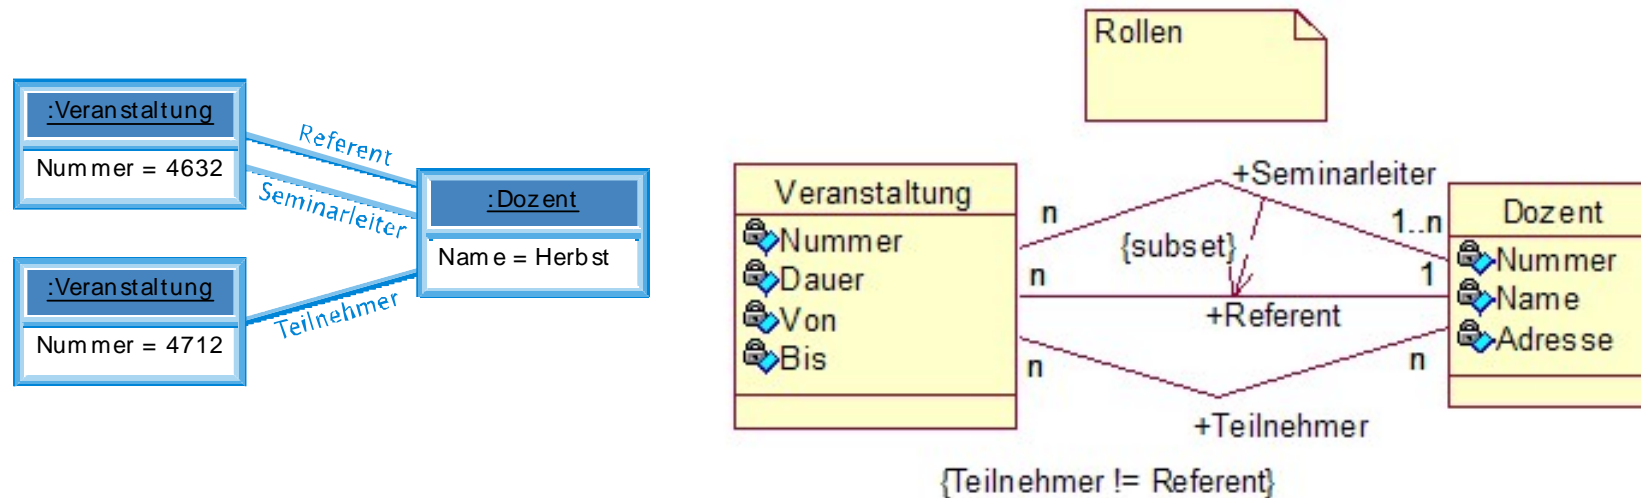 :Veranstaltung
Nummer = 4632
Referent
Seminarleiter
:Dozent
Name = Herbst
:Veranstaltung
Nummer = 4712
Teilnehmer
Rollen
Veranstaltung
Nummer
Dauer
Von
Bis
n
+Seminarleiter
1..n
{subset}
n
+Referent
1
n
+Teilnehmer
n
Dozent
Nummer
Name
Adresse
{Teilnehmer != Referent}